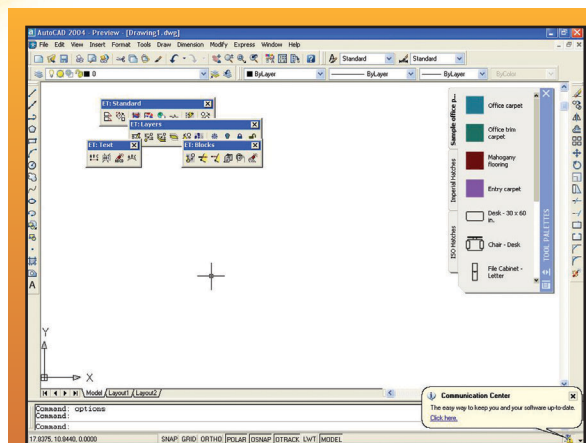 AutoCAD 2004 - Preview - [Drawing1.dwg]
File Edit View Insert Format Tools Draw Dimension Modify Express Window Help
Standard Standard
0 ByLayer ByLayer ByLayer ByColor
ET:Standard
ET:Layers
ET:Text ET:Blocks
Sample office p...
Imperial Hatches
ISO Hatches
Office carpet
Office trim
carpet
Mahogany
flooring
Entry carpet
Desk - 30 x 60
in.
Chair - Desk
File Cabinet -
Letter
TOOL PALETTES
A
Y
X
Model Layout1 Layout2
Communication Center
The easy way to keep you and your software up-to-date.
Click here.
Command: options
Command:
Command:
17.9375, 10.8440, 0.0000 SNAP GRID ORTHO POLAR OSNAP OTRACK LWT MODEL